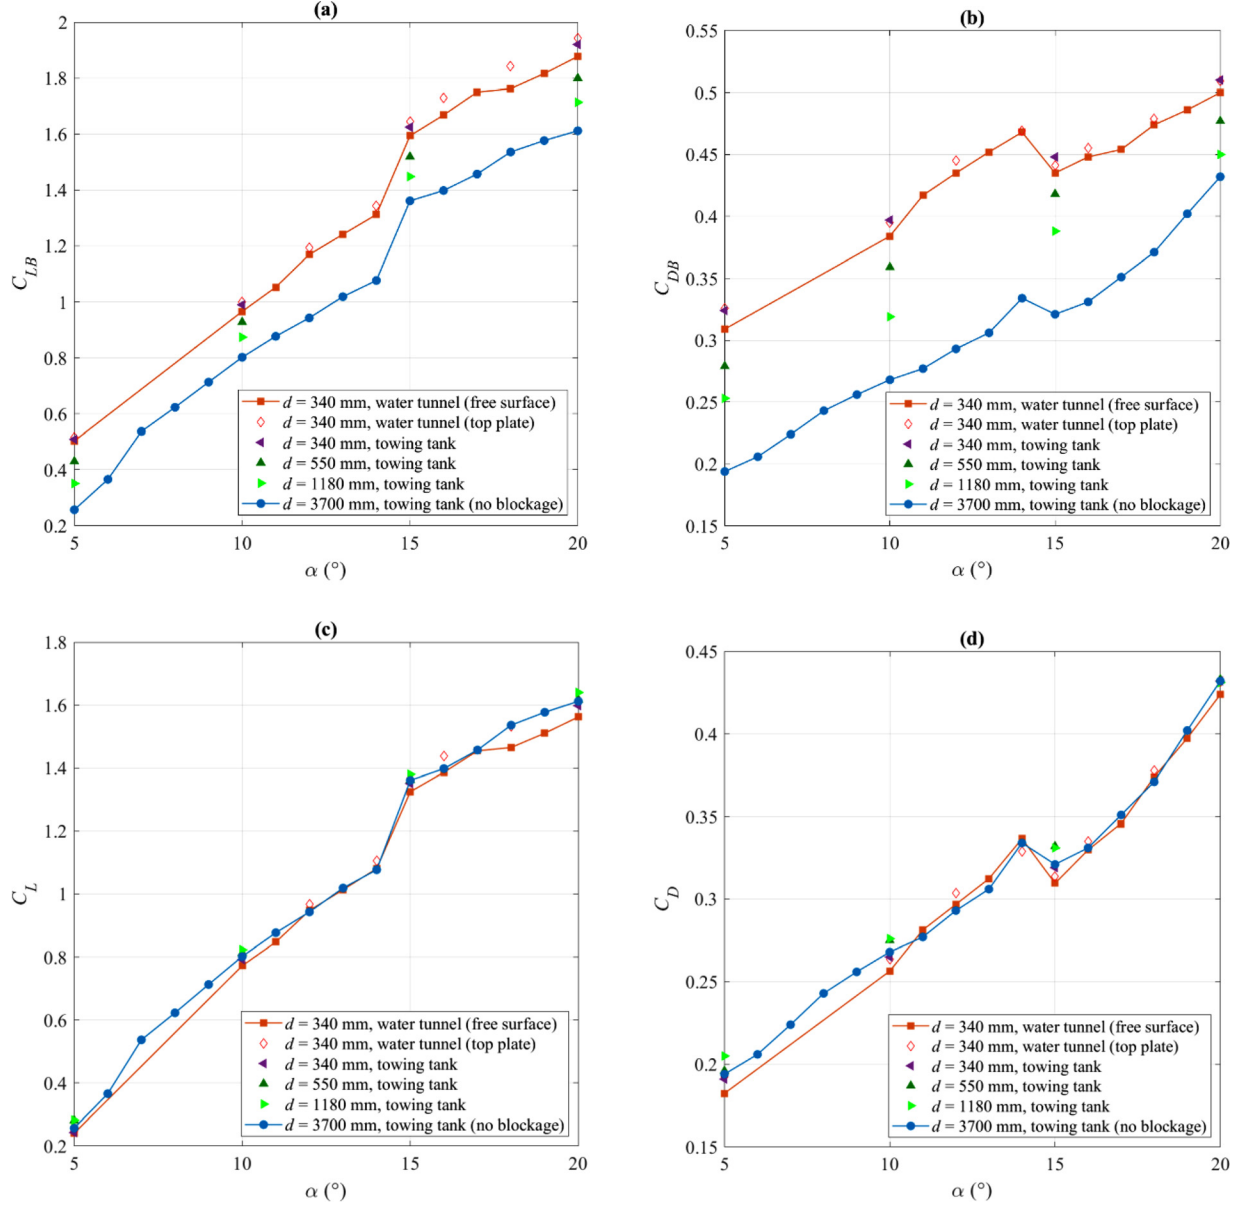 (a)
2
1.8
1.6
1.4
1.2
1
0.8
0.6
0.4
0.2
C_LB
d = 340 mm, water tunnel (free surface)
d = 340 mm, water tunnel (top plate)
d = 340 mm, towing tank
d = 550 mm, towing tank
d = 1180 mm, towing tank
d = 3700 mm, towing tank (no blockage)
5
10
15
20
α (°)
(b)
0.55
0.5
0.45
0.4
0.35
0.3
0.25
0.2
0.15
C_DB
d = 340 mm, water tunnel (free surface)
d = 340 mm, water tunnel (top plate)
d = 340 mm, towing tank
d = 550 mm, towing tank
d = 1180 mm, towing tank
d = 3700 mm, towing tank (no blockage)
5
10
15
20
α (°)
(c)
1.8
1.6
1.4
1.2
1
0.8
0.6
0.4
0.2
C_L
d = 340 mm, water tunnel (free surface)
d = 340 mm, water tunnel (top plate)
d = 340 mm, towing tank
d = 550 mm, towing tank
d = 1180 mm, towing tank
d = 3700 mm, towing tank (no blockage)
5
10
15
20
α (°)
(d)
0.45
0.4
0.35
0.3
0.25
0.2
0.15
C_D
d = 340 mm, water tunnel (free surface)
d = 340 mm, water tunnel (top plate)
d = 340 mm, towing tank
d = 550 mm, towing tank
d = 1180 mm, towing tank
d = 3700 mm, towing tank (no blockage)
5
10
15
20
α (°)